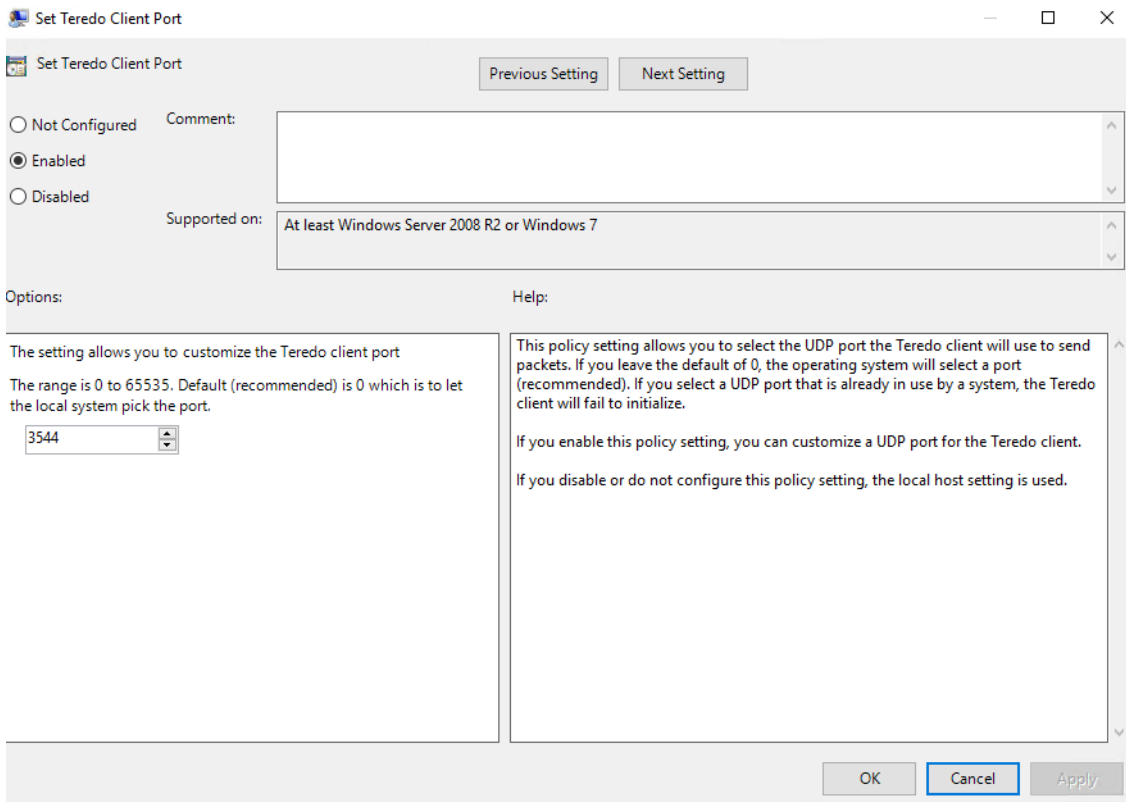 Set Teredo Client Port
Set Teredo Client Port
Previous Setting
Next Setting
Not Configured
Enabled
Disabled
Comment:
Supported on:
At least Windows Server 2008 R2 or Windows 7
Options:
Help:
The setting allows you to customize the Teredo client port
The range is 0 to 65535. Default (recommended) is 0 which is to let
the local system pick the port.
3544
This policy setting allows you to select the UDP port the Teredo client will use to send
packets. If you leave the default of 0, the operating system will select a port
(recommended). If you select a UDP port that is already in use by a system, the Teredo
client will fail to initialize.
If you enable this policy setting, you can customize a UDP port for the Teredo client.
If you disable or do not configure this policy setting, the local host setting is used.
OK
Cancel
Apply